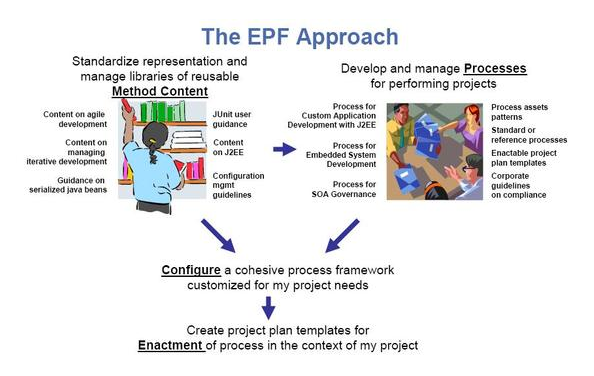 The EPF Approach
Standardize representation and
manage libraries of reusable
Method Content
Content on agile
development
Content on
managing
iterative development
Guidance on
serialized java beans
JUnit user
guidance
Content
on J2EE
Configuration
mgmt
guidelines
Develop and manage Processes
for performing projects
Process for
Custom Application
Development with J2EE
Process for
Embedded System
Development
Process for
SOA Governance
Process assets
patterns
Standard or
reference processes
Enactable project
plan templates
Corporate
guidelines
on compliance
Configure a cohesive process framework
customized for my project needs
Create project plan templates for
Enactment of process in the context of my project